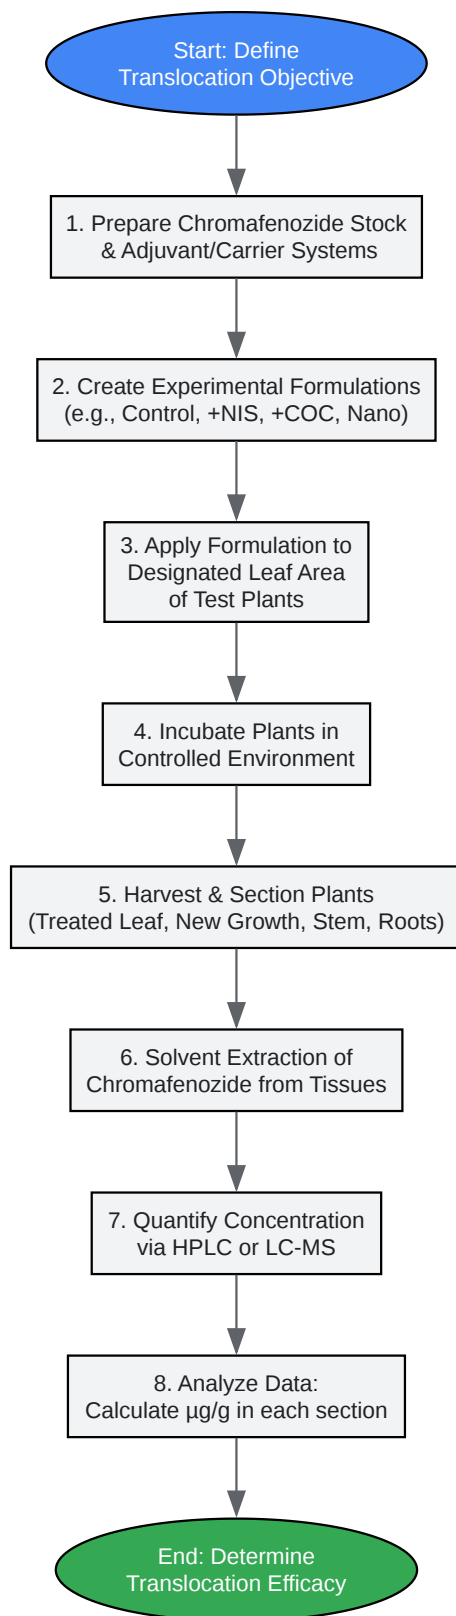 Start: Define
Translocation Objective
1. Prepare Chromafenozide Stock
& Adjuvant/Carrier Systems
2. Create Experimental Formulations
(e.g., Control, +NIS, +COC, Nano)
3. Apply Formulation to
Designated Leaf Area
of Test Plants
4. Incubate Plants in
Controlled Environment
5. Harvest & Section Plants
(Treated Leaf, New Growth, Stem, Roots)
6. Solvent Extraction of
Chromafenozide from Tissues
7. Quantify Concentration
via HPLC or LC-MS
8. Analyze Data:
Calculate µg/g in each section
End: Determine
Translocation Efficacy